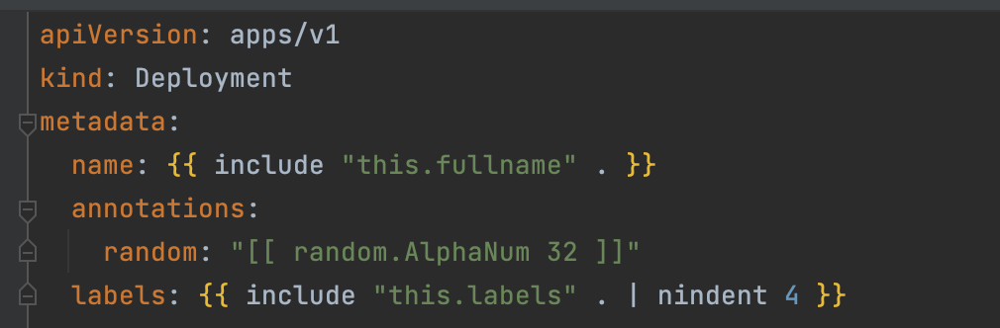 apiVersion: apps/v1
kind: Deployment
metadata:
  name: {{ include "this.fullname" . }}
  annotations:
    random: "[[ random.AlphaNum 32 ]]"
  labels: {{ include "this.labels" . | nindent 4 }}